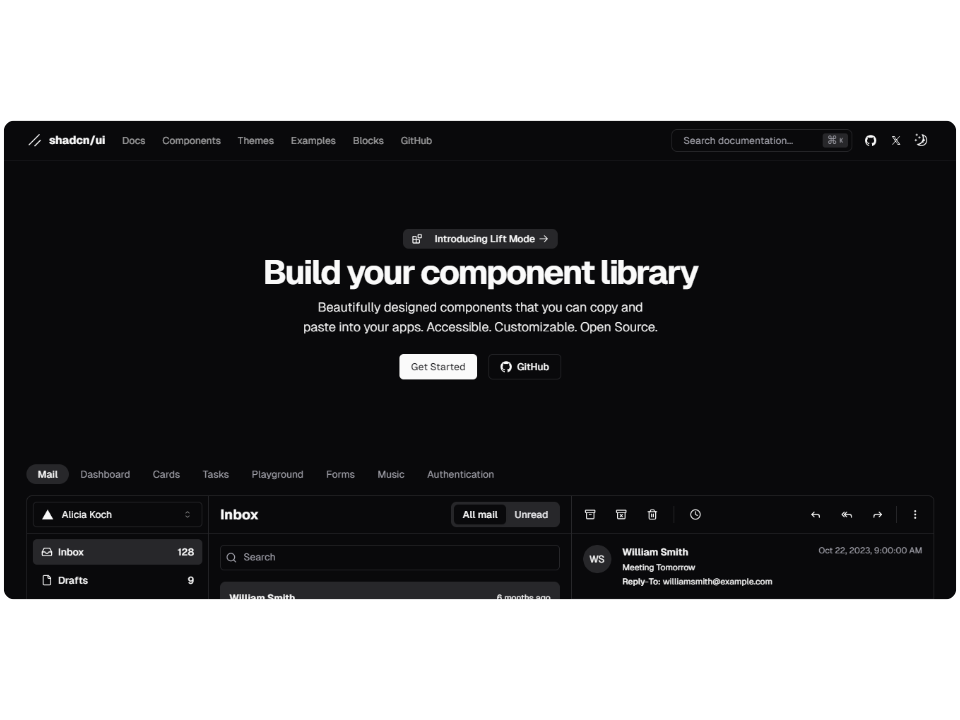 shadcn/ui Docs Components Themes Examples Blocks GitHub Search documentation... ⌘ K
Introducing Lift Mode →
Build your component library
Beautifully designed components that you can copy and
paste into your apps. Accessible. Customizable. Open Source.
Get Started GitHub
Mail Dashboard Cards Tasks Playground Forms Music Authentication
Alicia Koch
Inbox 128
Drafts 9
Inbox All mail Unread
Search
William Smith 6 months ago
WS
William Smith Oct 22, 2023, 9:00:00 AM
Meeting Tomorrow
Reply-To: williamsmith@example.com